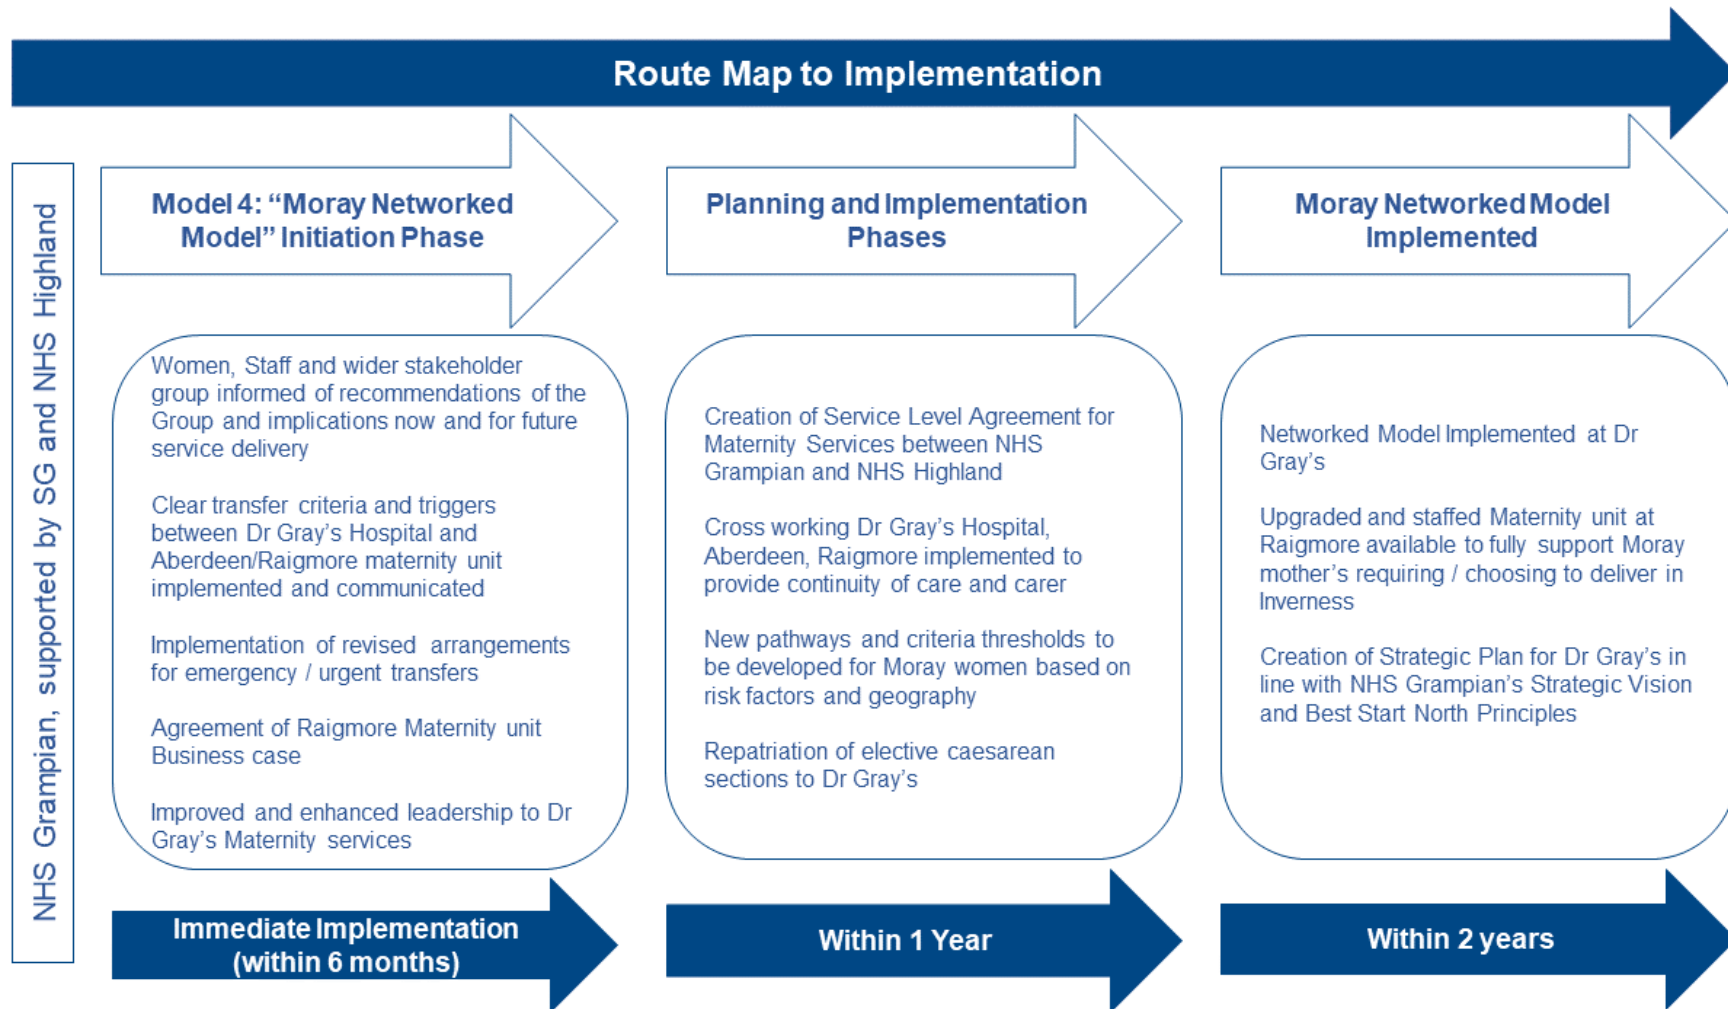 Route Map to Implementation
NHS Grampian, supported by SG and NHS Highland
Model 4: “Moray Networked
Model” Initiation Phase
Women, Staff and wider stakeholder
group informed of recommendations of the
Group and implications now and for future
service delivery
Clear transfer criteria and triggers
between Dr Gray’s Hospital and
Aberdeen/Raigmore maternity unit
implemented and communicated
Implementation of revised arrangements
for emergency / urgent transfers
Agreement of Raigmore Maternity unit
Business case
Improved and enhanced leadership to Dr
Gray’s Maternity services
Immediate Implementation
(within 6 months)
Planning and Implementation
Phases
Creation of Service Level Agreement for
Maternity Services between NHS
Grampian and NHS Highland
Cross working Dr Gray’s Hospital,
Aberdeen, Raigmore implemented to
provide continuity of care and carer
New pathways and criteria thresholds to
be developed for Moray women based on
risk factors and geography
Repatriation of elective caesarean
sections to Dr Gray’s
Within 1 Year
Moray Networked Model
Implemented
Networked Model Implemented at Dr
Gray’s
Upgraded and staffed Maternity unit at
Raigmore available to fully support Moray
mother’s requiring / choosing to deliver in
Inverness
Creation of Strategic Plan for Dr Gray’s in
line with NHS Grampian’s Strategic Vision
and Best Start North Principles
Within 2 years